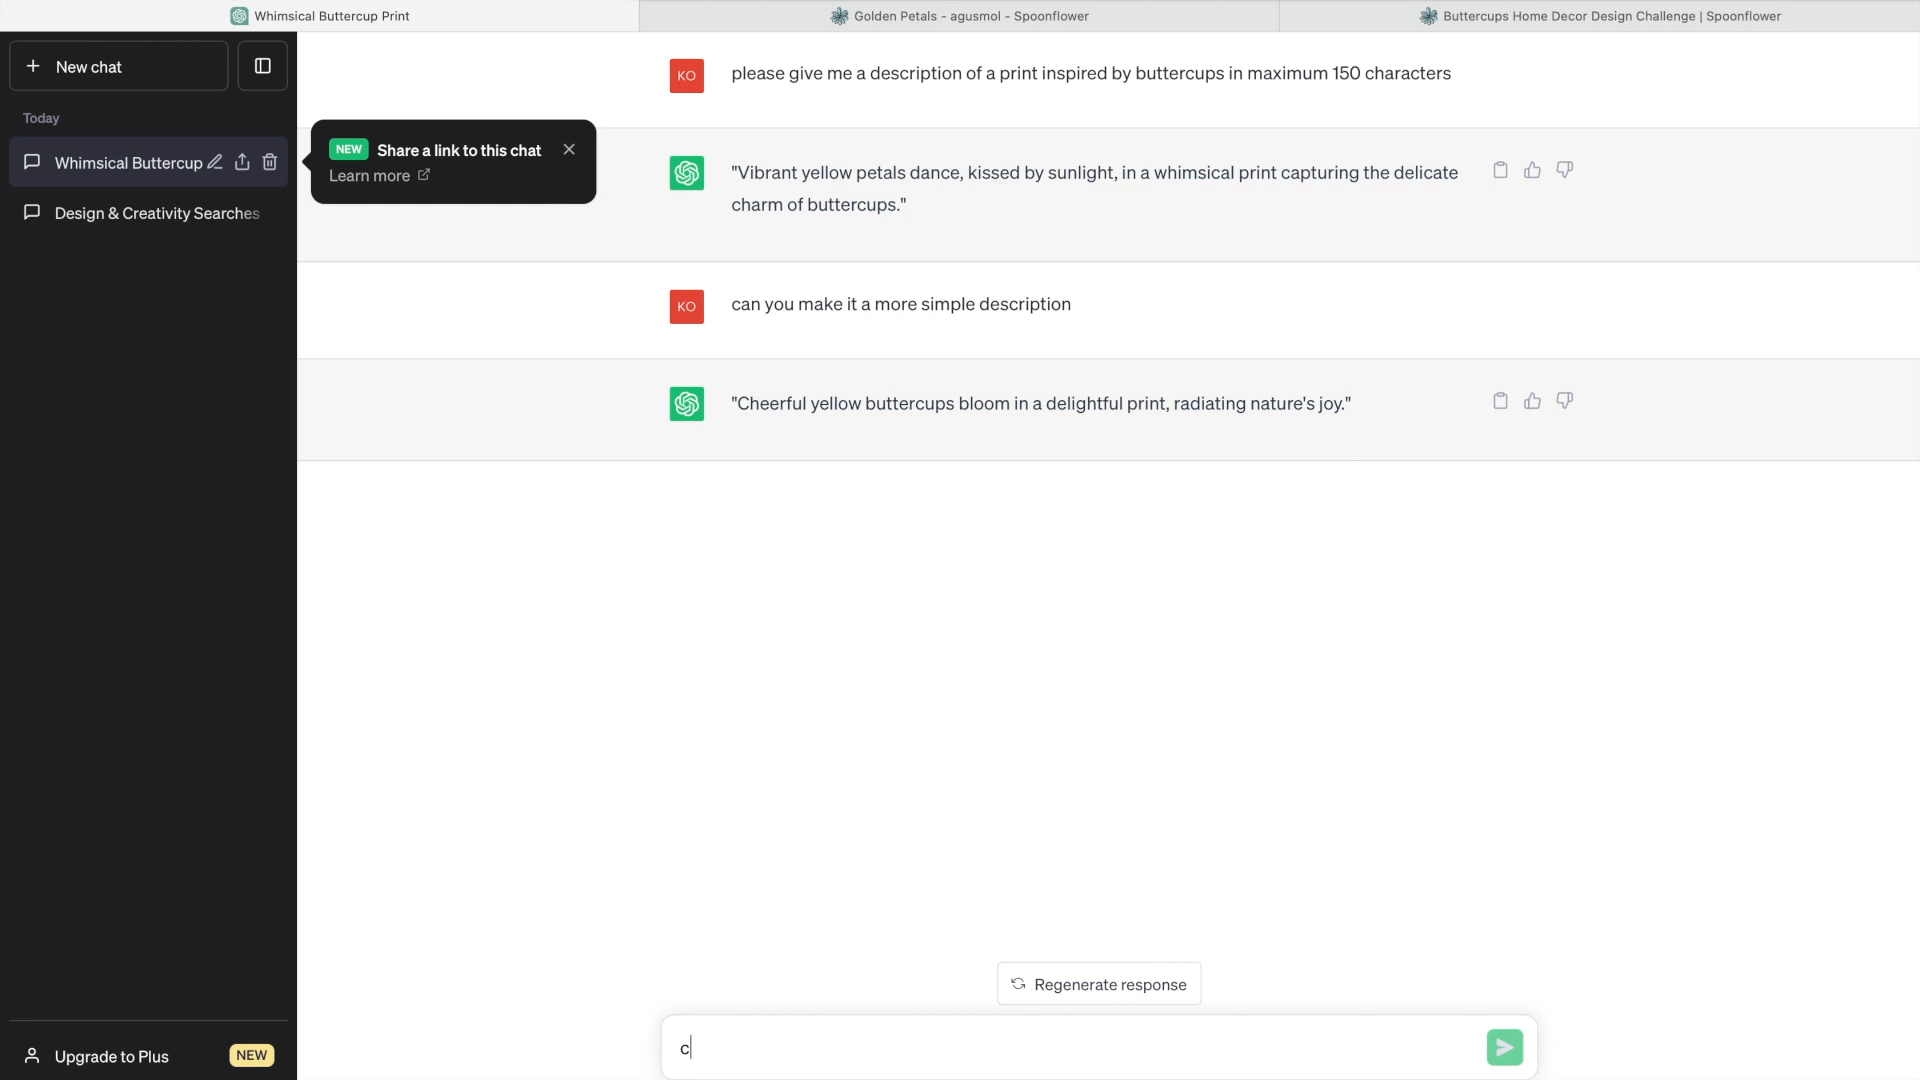 Whimsical Buttercup Print
Golden Petals - agusmol - Spoonflower
Buttercups Home Decor Design Challenge | Spoonflower
New chat
Today
Whimsical Buttercup
Design & Creativity Searches
NEW Share a link to this chat
Learn more
KO please give me a description of a print inspired by buttercups in maximum 150 characters
"Vibrant yellow petals dance, kissed by sunlight, in a whimsical print capturing the delicate
charm of buttercups."
KO can you make it a more simple description
"Cheerful yellow buttercups bloom in a delightful print, radiating nature's joy."
Regenerate response
c
Upgrade to Plus NEW